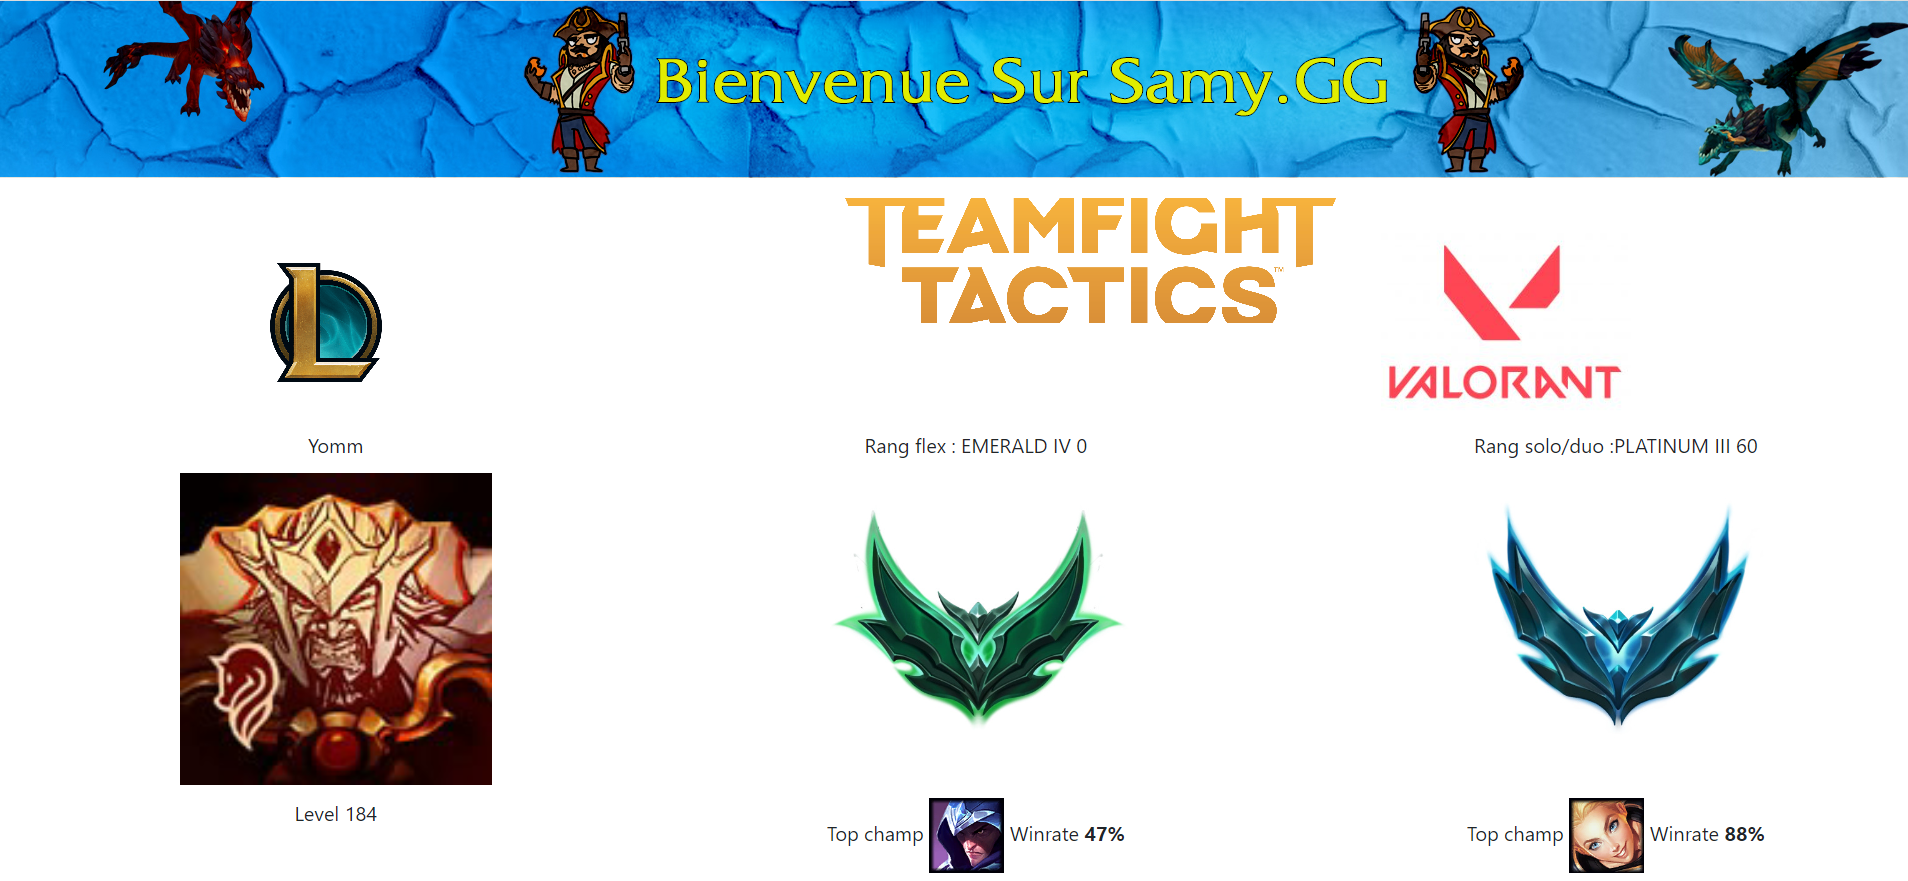 Bienvenue Sur Samy.GG
TEAMFIGHT
TACTICS™
VALORANT
Yomm
Rang flex : EMERALD IV 0
Rang solo/duo :PLATINUM III 60
Level 184
Top champ Winrate 47%
Top champ Winrate 88%